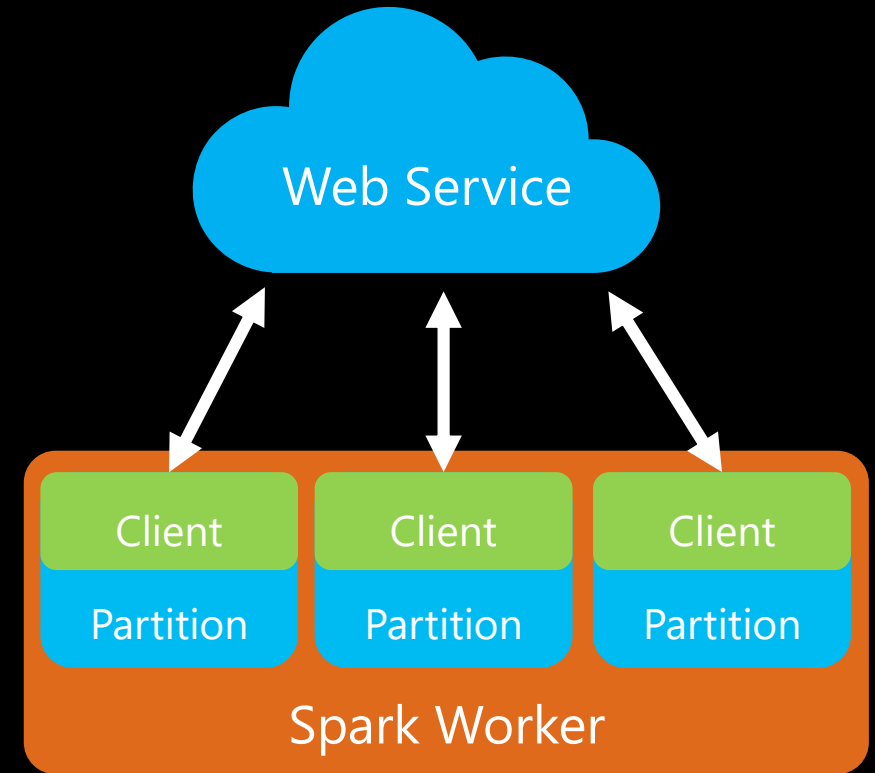 Web Service
Client
Client
Client
Partition
Partition
Partition
Spark Worker